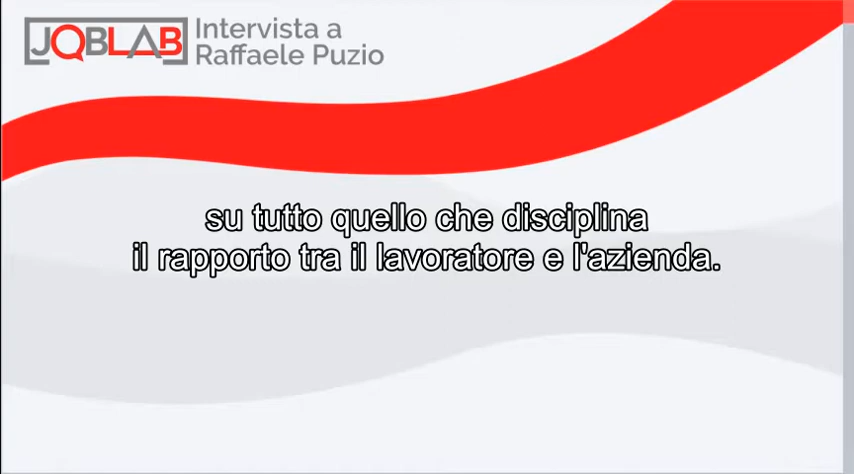 JOBLAB
Intervista a
Raffaele Puzio
su tutto quello che disciplina
il rapporto tra il lavoratore e l'azienda.